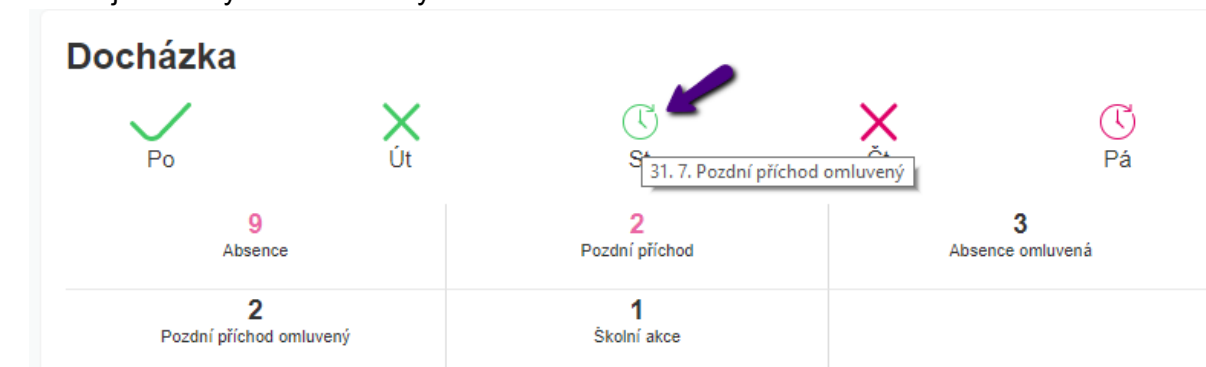 Docházka
Po Út St Čt Pá
31. 7. Pozdní příchod omluvený
9 2 3
Absence Pozdní příchod Absence omluvená
2 1
Pozdní příchod omluvený Školní akce